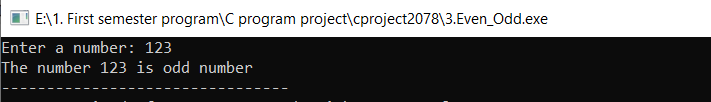 E:\1. First semester program\C program project\cproject2078\3.Even_Odd.exe
Enter a number: 123
The number 123 is odd number
--------------------------------